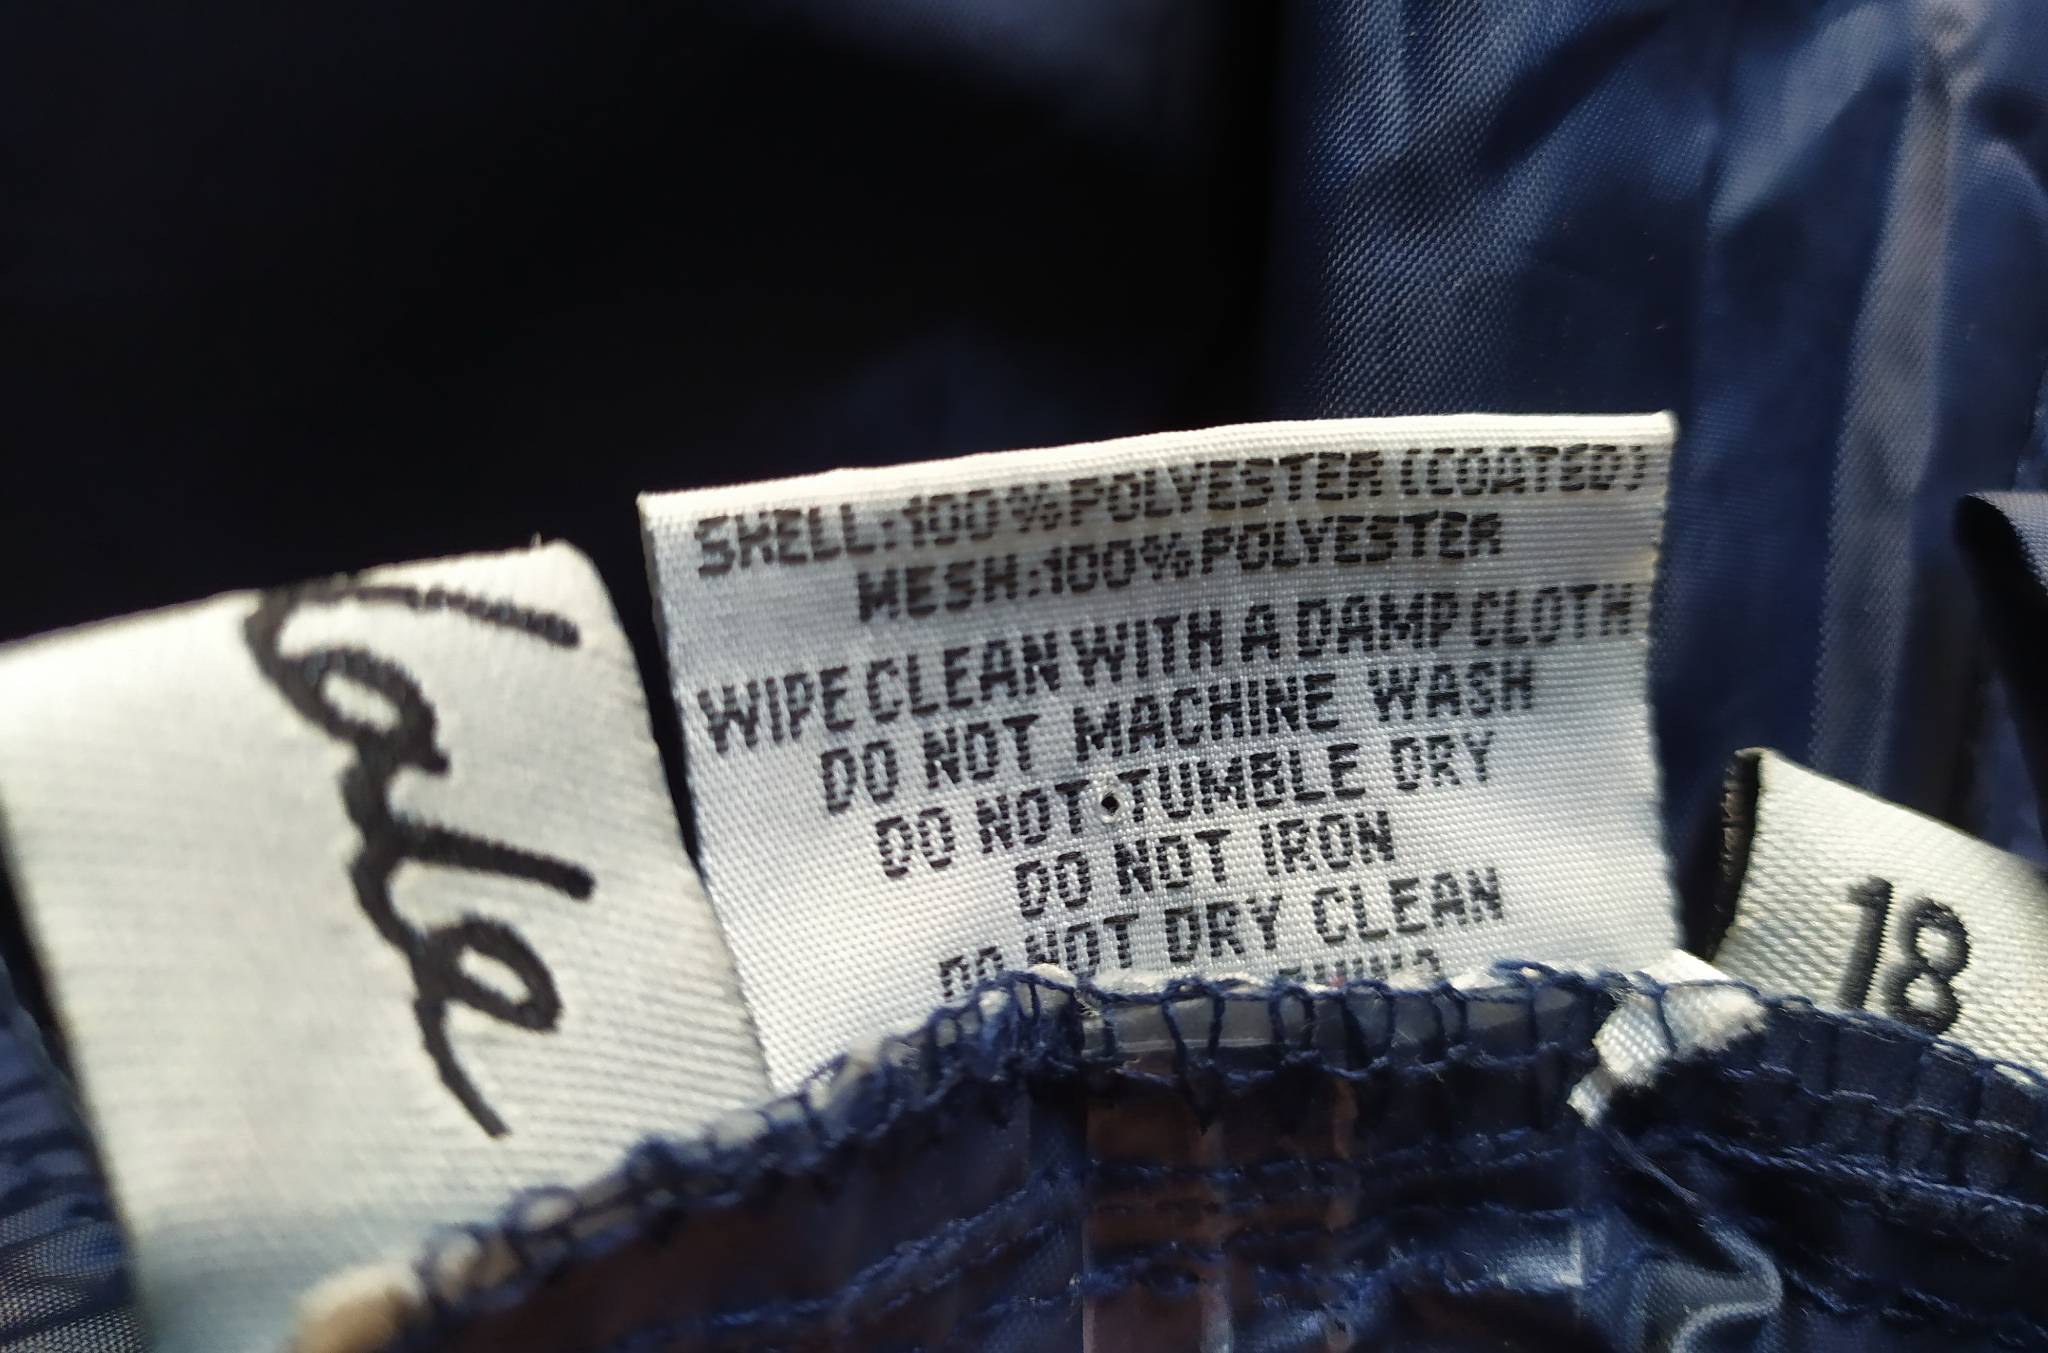 SHELL:100%POLYESTER(COATED)
MESH:100%POLYESTER
WIPE CLEAN WITH A DAMP CLOTH
DO NOT MACHINE WASH
DO NOT TUMBLE DRY
DO NOT IRON
DO NOT DRY CLEAN
18